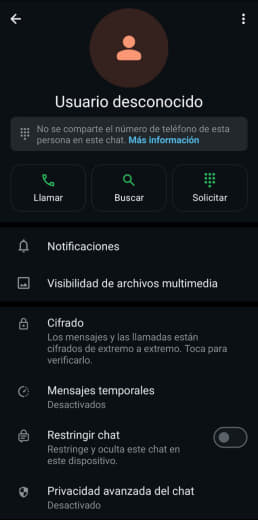 Usuario desconocido
No se comparte el número de teléfono de esta
persona en este chat. Más información
Llamar
Buscar
Solicitar
Notificaciones
Visibilidad de archivos multimedia
Cifrado
Los mensajes y las llamadas están
cifrados de extremo a extremo. Toca para
verificarlo.
Mensajes temporales
Desactivados
Restringir chat
Restringe y oculta este chat en
este dispositivo.
Privacidad avanzada del chat
Desactivado